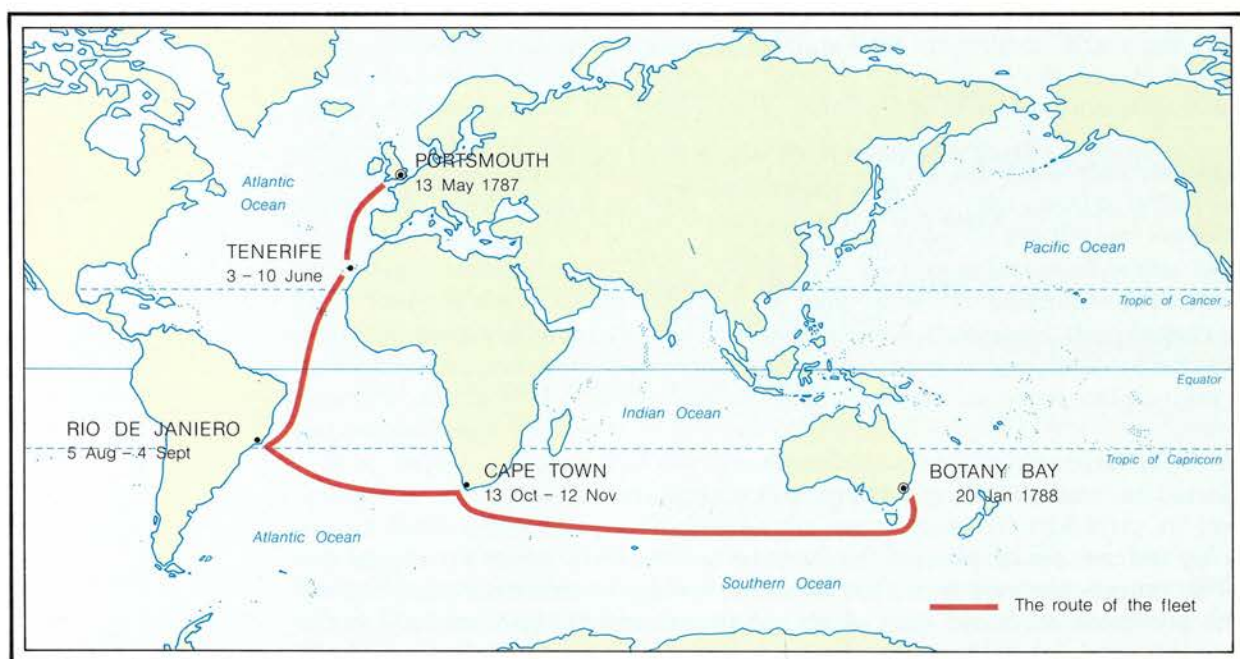 PORTSMOUTH
13 May 1787
Atlantic
Ocean
TENERIFE
3 – 10 June
Pacific Ocean
Tropic of Cancer
Equator
RIO DE JANIERO
5 Aug – 4 Sept
Indian Ocean
Tropic of Capricorn
CAPE TOWN
13 Oct – 12 Nov
BOTANY BAY
20 Jan 1788
Atlantic Ocean
Southern Ocean
The route of the fleet